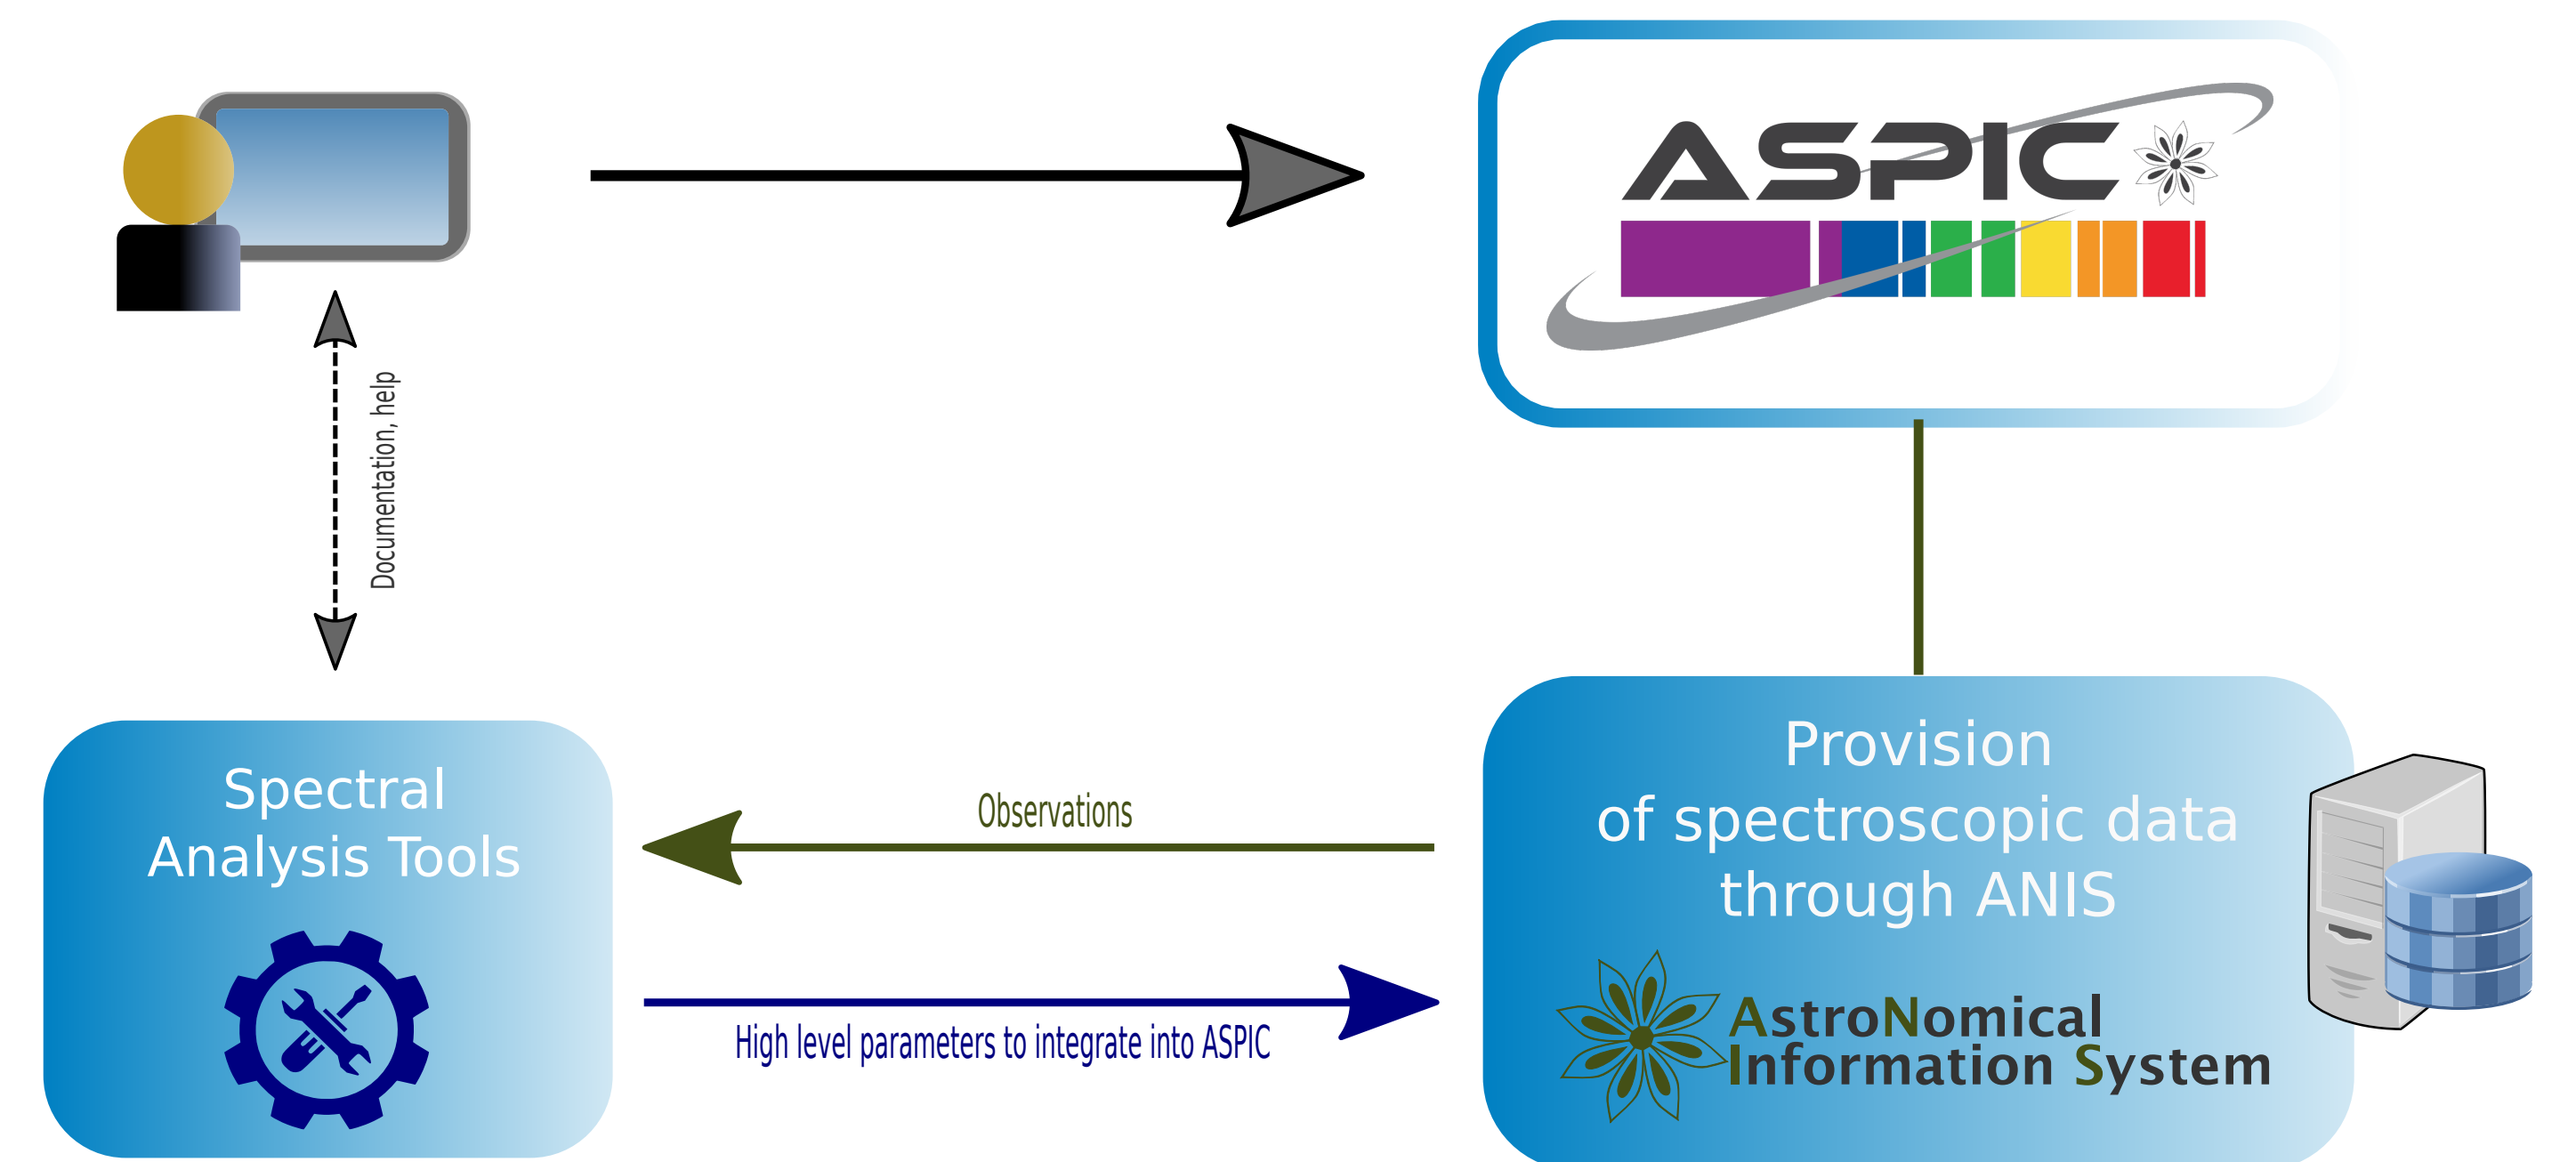 ASPIC
Documentation, help
Spectral
Analysis Tools
Observations
High level parameters to integrate into ASPIC
Provision
of spectroscopic data
through ANIS
AstroNomical
Information System